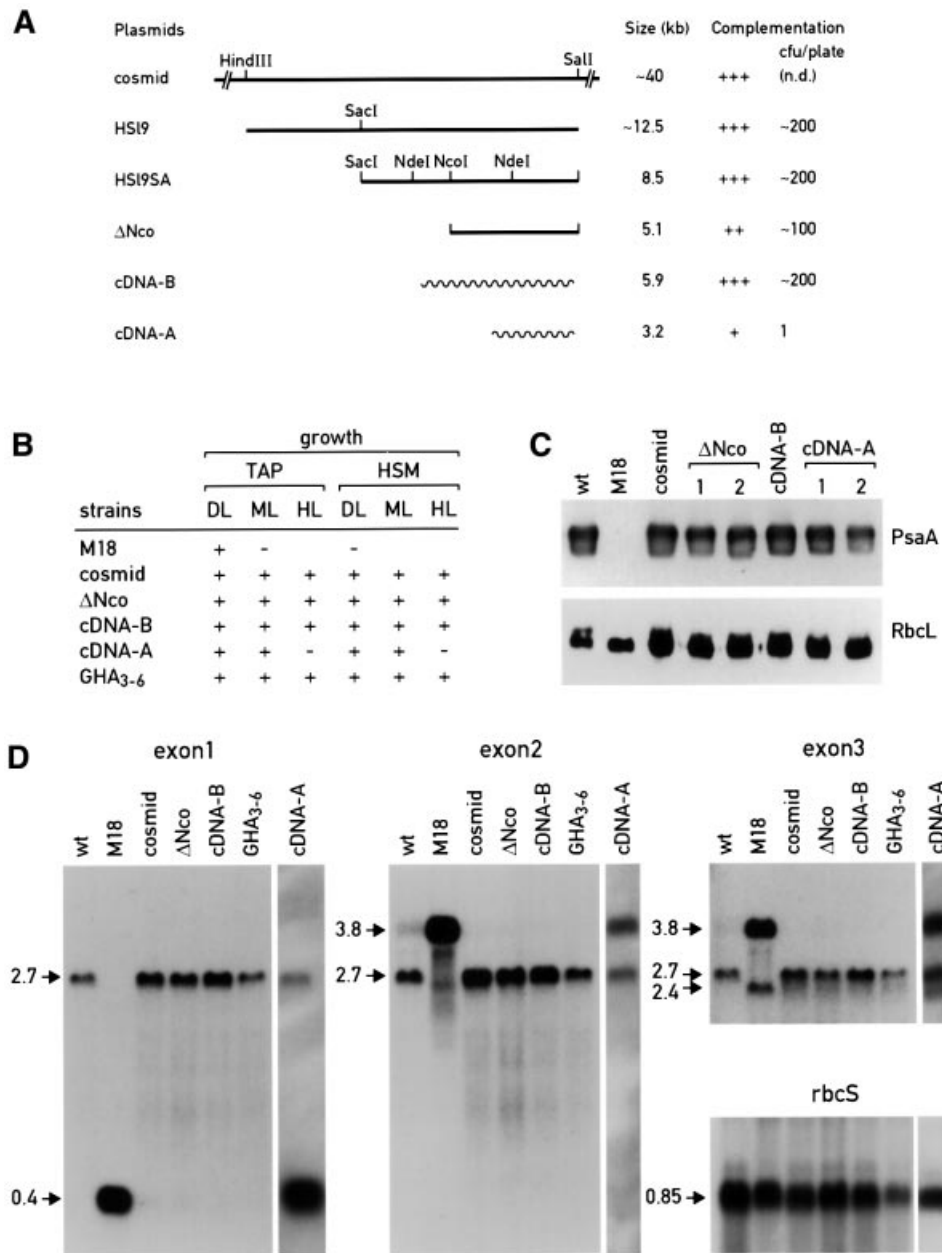 A
Plasmids Size (kb) Complementation
cfu/plate
HindIII SalI
cosmid ~40 +++ (n.d.)
SacI
HSl9 ~12.5 +++ ~200
SacI NdeI NcoI NdeI
HSl9SA 8.5 +++ ~200
ΔNco 5.1 ++ ~100
cDNA-B 5.9 +++ ~200
cDNA-A 3.2 + 1
B
growth
TAP HSM
strains DL ML HL DL ML HL
M18 + - -
cosmid + + + + + +
ΔNco + + + + + +
cDNA-B + + + + + +
cDNA-A + + - + + -
GHA3-6 + + + + + +
C
wt M18 cosmid ΔNco cDNA-B cDNA-A
1 2 1 2
PsaA
RbcL
D
exon1
wt M18 cosmid ΔNco cDNA-B GHA3-6 cDNA-A
2.7
0.4
exon2
wt M18 cosmid ΔNco cDNA-B GHA3-6 cDNA-A
3.8
2.7
exon3
wt M18 cosmid ΔNco cDNA-B GHA3-6 cDNA-A
3.8
2.7
2.4
rbcS
0.85